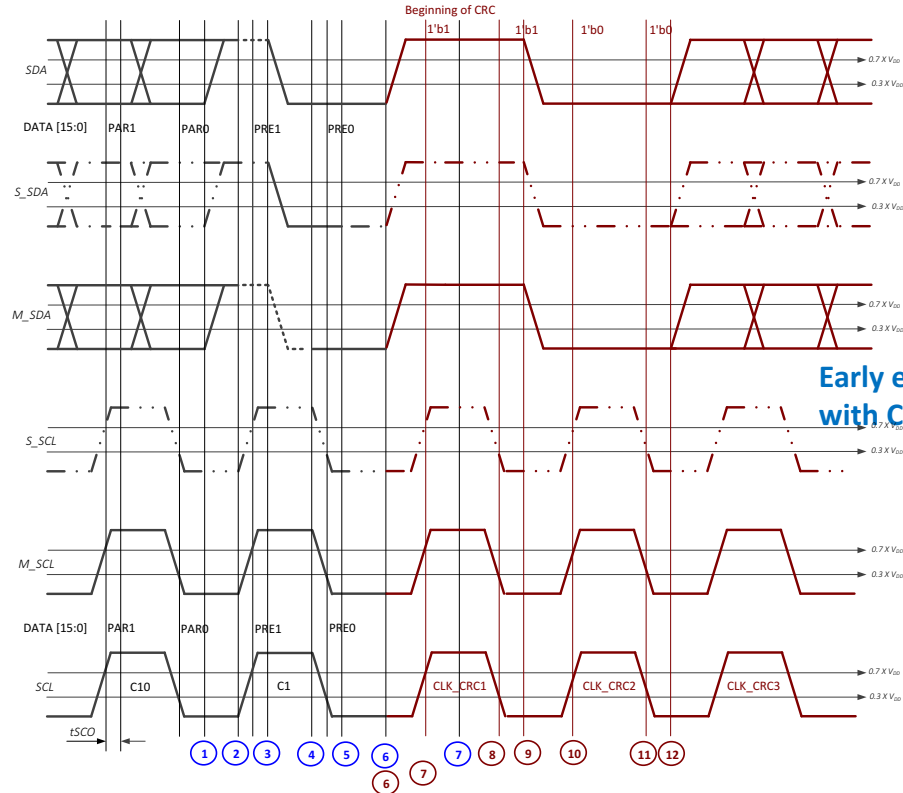 Beginning of CRC
1'b1 1'b1 1'b0 1'b0
SDA
0.7 X VDD
0.3 X VDD
DATA [15:0] PAR1 PAR0 PRE1 PRE0
S_SDA
0.7 X VDD
0.3 X VDD
M_SDA
0.7 X VDD
0.3 X VDD
Early e
with C
S_SCL
0.7 X VDD
0.3 X VDD
M_SCL
0.7 X VDD
0.3 X VDD
DATA [15:0] PAR1 PAR0 PRE1 PRE0
SCL
0.7 X VDD
C10 C1 CLK_CRC1 CLK_CRC2 CLK_CRC3
0.3 X VDD
tSCO
1 2 3 4 5 6 7 8 9 10 11 12
6 7